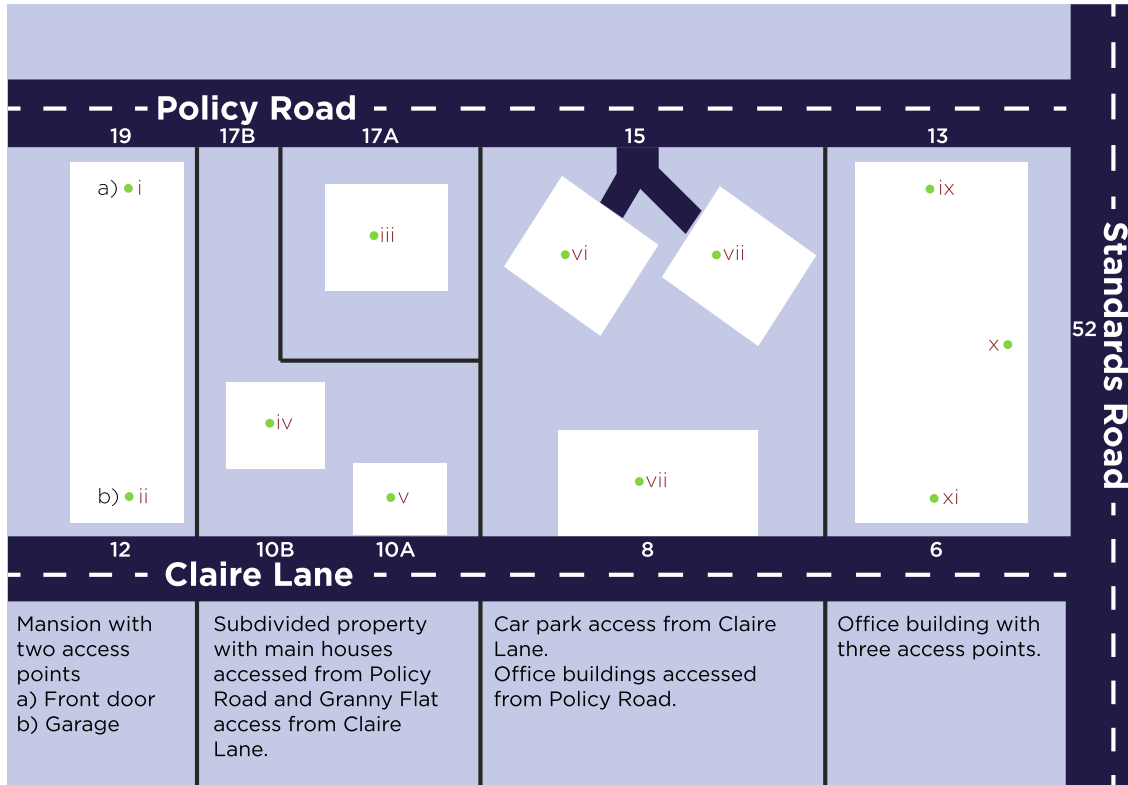 Policy Road
19 17B 17A 15 13
a) i
ix
iii
vi vii
Standards Road
52
x
iv
vii
b) ii
v
xi
12 10B 10A 8 6
Claire Lane
Mansion with
two access
points
a) Front door
b) Garage
Subdivided property
with main houses
accessed from Policy
Road and Granny Flat
access from Claire
Lane.
Car park access from Claire
Lane.
Office buildings accessed
from Policy Road.
Office building with
three access points.